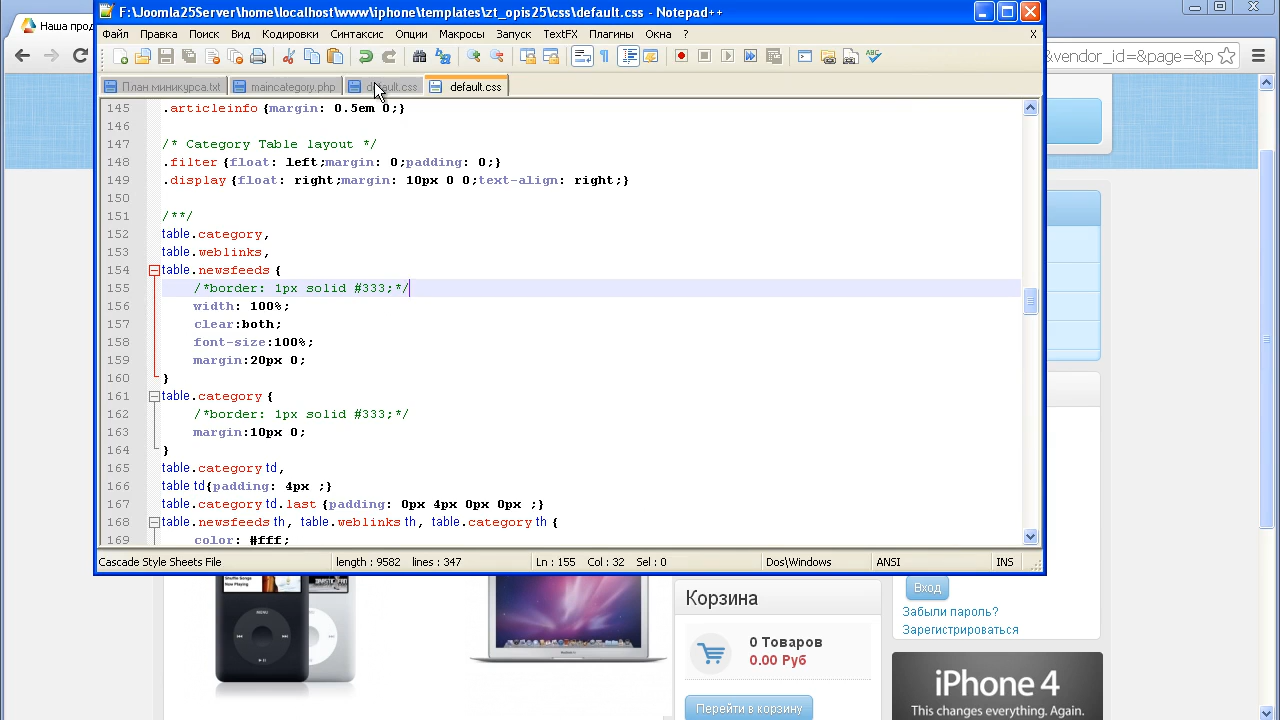 F:\Joomla25Server\home\localhost\www\iphone\templates\zt_opis25\css\default.css - Notepad++
Файл Правка Поиск Вид Кодировки Синтаксис Опции Макросы Запуск TextFX Плагины Окна ? X
Наша прод
&vendor_id=&page=&p
План миникурса.txt maincategory.php default.css default.css
145 .articleinfo {margin: 0.5em 0;}
146
147 /* Category Table layout */
148 .filter {float: left;margin: 0;padding: 0;}
149 .display {float: right;margin: 10px 0 0;text-align: right;}
150
151 /**/
152 table.category,
153 table.weblinks,
154 table.newsfeeds {
155 /*border: 1px solid #333;*/
156 width: 100%;
157 clear:both;
158 font-size:100%;
159 margin:20px 0;
160 }
161 table.category {
162 /*border: 1px solid #333;*/
163 margin:10px 0;
164 }
165 table.category td,
166 table td{padding: 4px ;}
167 table.category td.last {padding: 0px 4px 0px 0px ;}
168 table.newsfeeds th, table.weblinks th, table.category th {
169 color: #fff;
Cascade Style Sheets File length : 9582 lines : 347 Ln : 155 Col : 32 Sel : 0 Dos\Windows ANSI INS
MENU
Корзина
0 Товаров
0.00 Руб
Перейти в корзину
Вход
Забыли пароль?
Зарегистрироваться
iPhone 4
This changes everything. Again.